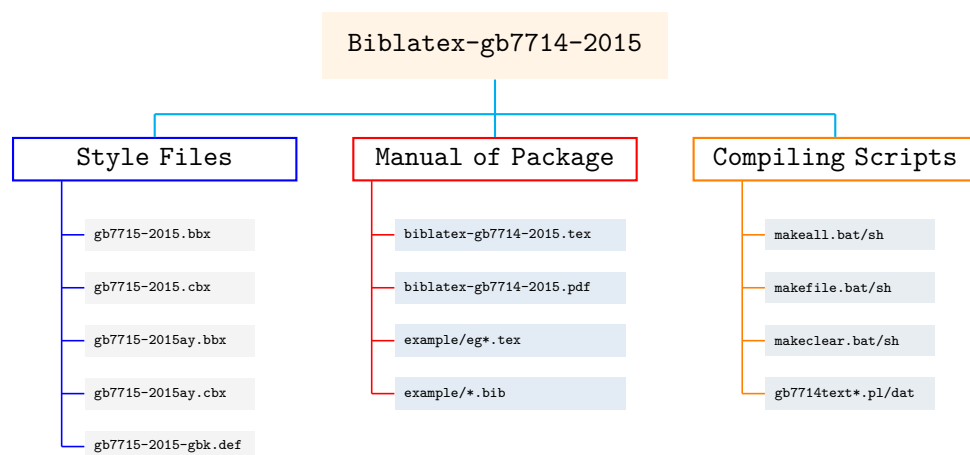 Biblatex-gb7714-2015
Style Files
gb7715-2015.bbx
gb7715-2015.cbx
gb7715-2015ay.bbx
gb7715-2015ay.cbx
gb7715-2015-gbk.def
Manual of Package
biblatex-gb7714-2015.tex
biblatex-gb7714-2015.pdf
example/eg*.tex
example/*.bib
Compiling Scripts
makeall.bat/sh
makefile.bat/sh
makeclear.bat/sh
gb7714text*.pl/dat